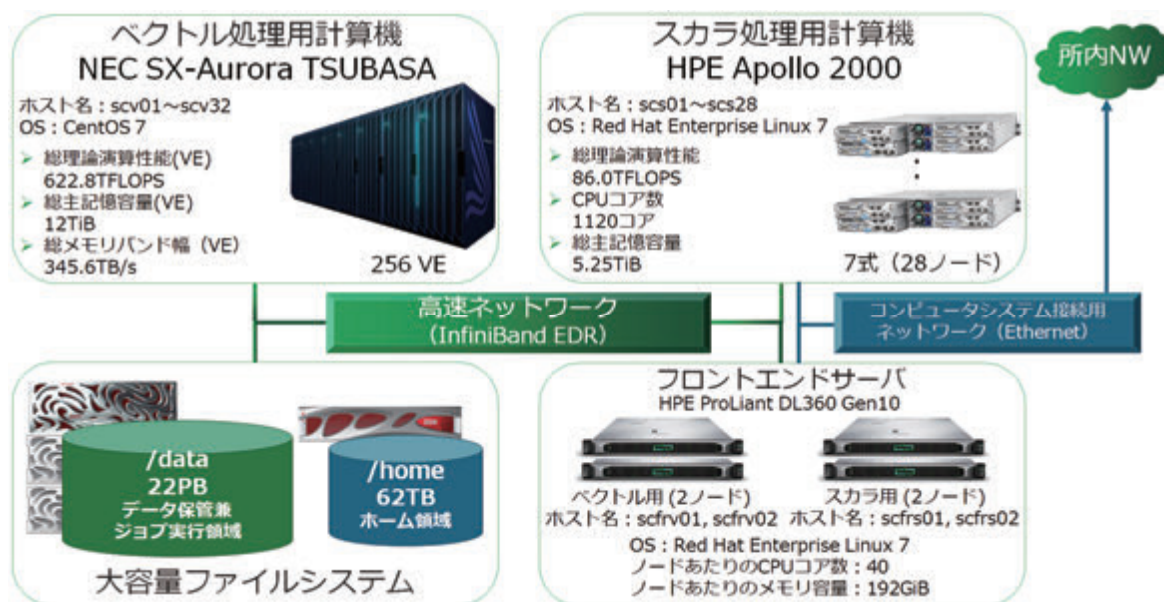 ベクトル処理用計算機
NEC SX-Aurora TSUBASA
ホスト名：scv01～scv32
OS：CentOS 7
総理論演算性能(VE)
622.8TFLOPS
総主記憶容量(VE)
12TiB
総メモリバンド幅（VE）
345.6TB/s
256 VE
スカラ処理用計算機
HPE Apollo 2000
ホスト名：scs01～scs28
OS：Red Hat Enterprise Linux 7
総理論演算性能
86.0TFLOPS
CPUコア数
1120コア
総主記憶容量
5.25TiB
7式（28ノード）
所内NW
高速ネットワーク
（InfiniBand EDR）
コンピュータシステム接続用
ネットワーク（Ethernet）
/data
22PB
データ保管兼
ジョブ実行領域
/home
62TB
ホーム領域
大容量ファイルシステム
フロントエンドサーバ
HPE ProLiant DL360 Gen10
ベクトル用 (2ノード)
ホスト名：scfrv01, scfrv02
スカラ用 (2ノード)
ホスト名：scfrs01, scfrs02
OS：Red Hat Enterprise Linux 7
ノードあたりのCPUコア数：40
ノードあたりのメモリ容量：192GiB